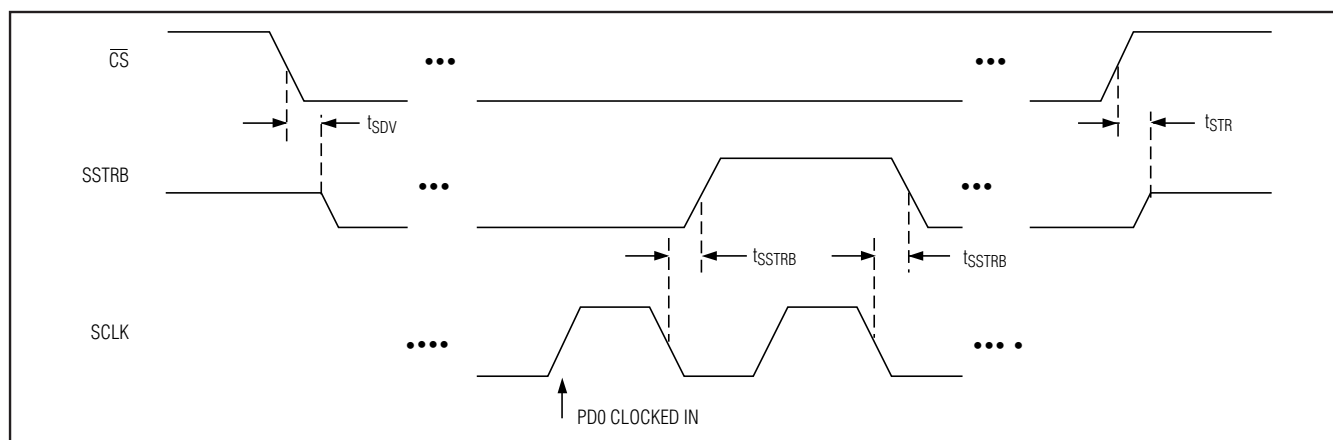 CS
tSDV
tSTR
SSTRB
tSSTRB
tSSTRB
SCLK
PD0 CLOCKED IN